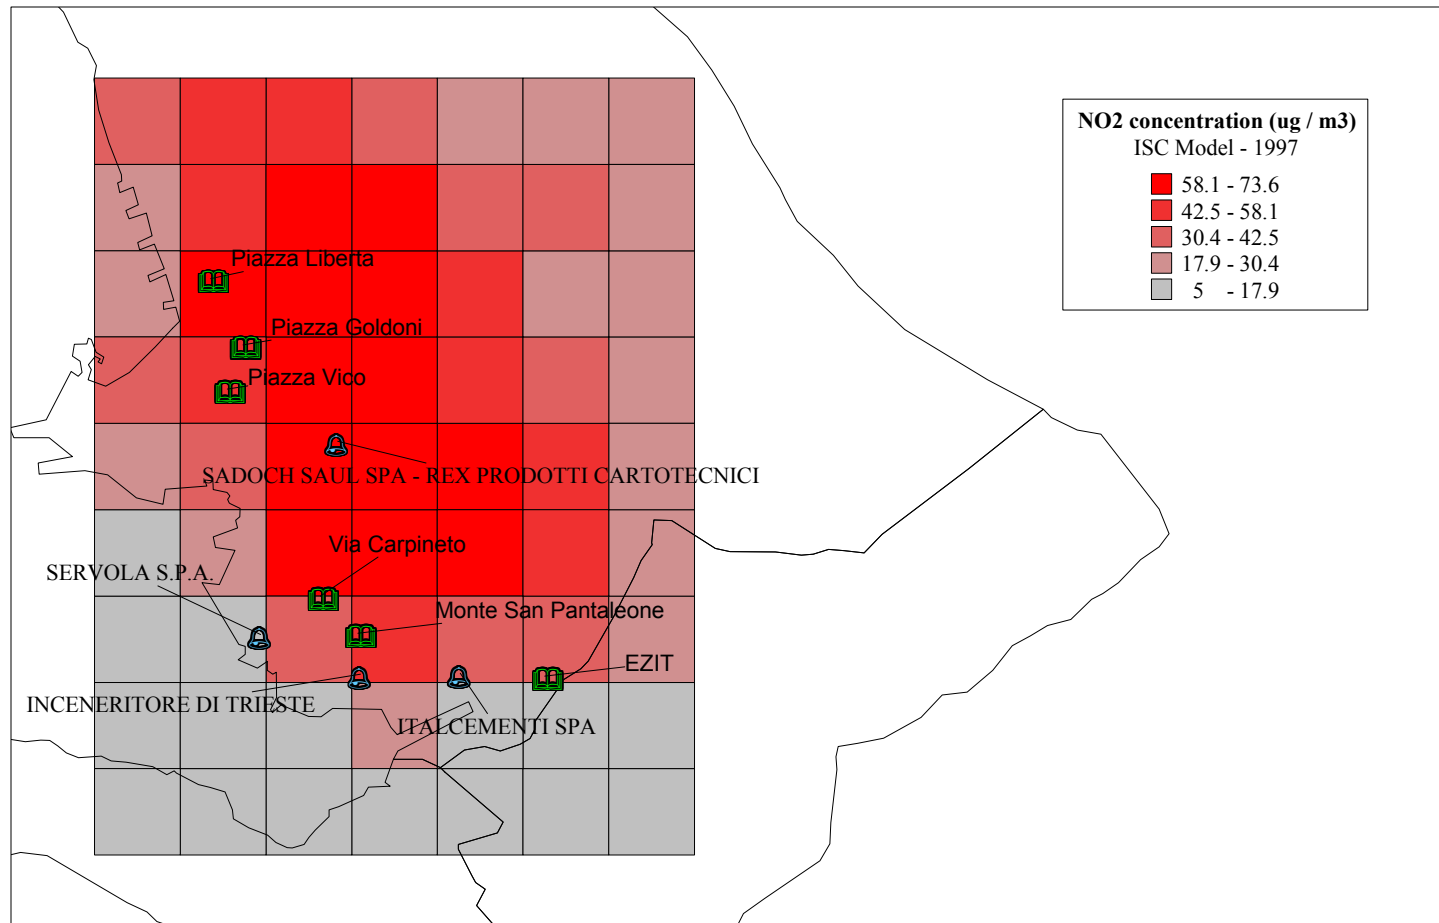 NO2 concentration (ug / m3)
ISC Model - 1997
58.1 - 73.6
42.5 - 58.1
30.4 - 42.5
17.9 - 30.4
5 - 17.9
Piazza Liberta
Piazza Goldoni
Piazza Vico
SADOCH SAUL SPA - REX PRODOTTI CARTOTECNICI
Via Carpineto
SERVOLA S.P.A.
Monte San Pantaleone
EZIT
INCENERITORE DI TRIESTE
ITALCEMENTI SPA